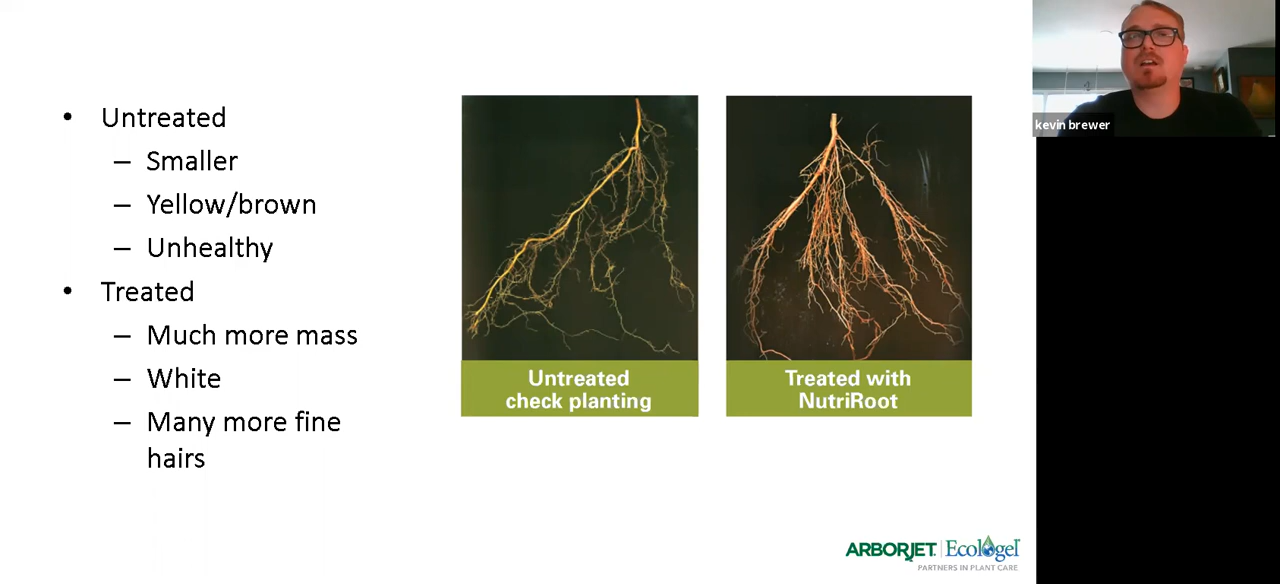 • Untreated
– Smaller
– Yellow/brown
– Unhealthy
• Treated
– Much more mass
– White
– Many more fine
hairs
Untreated
check planting
Treated with
NutriRoot
kevin brewer
ARBORJET. | Ecologel
PARTNERS IN PLANT CARE